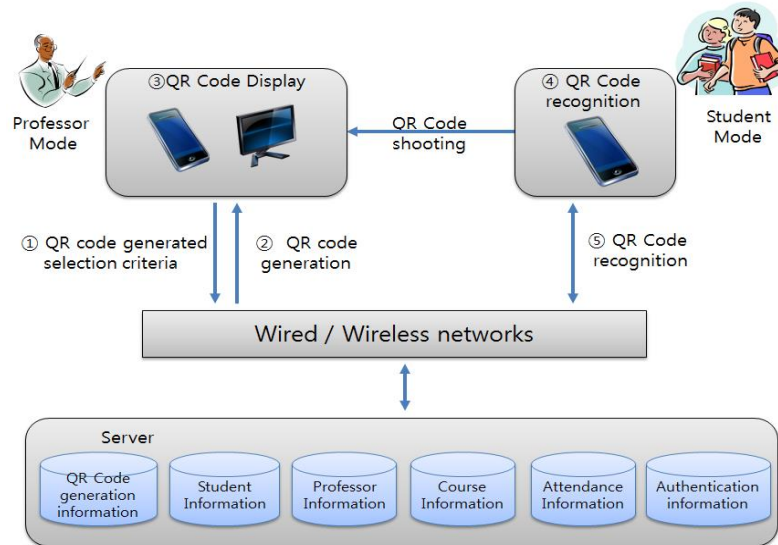 ③QR Code Display
Professor
Mode
④ QR Code
recognition
Student
Mode
QR Code
shooting
① QR code generated
selection criteria
② QR code
generation
⑤ QR Code
recognition
Wired / Wireless networks
Server
QR Code
generation
information
Student
Information
Professor
Information
Course
Information
Attendance
Information
Authentication
information